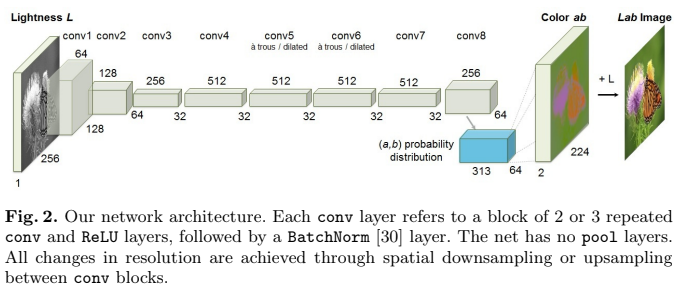 Lightness L
Color ab
Lab Image
conv1 conv2 conv3 conv4 conv5 conv6 conv7 conv8
à trous / dilated à trous / dilated
64
128
256
512
512
512
512
256
+ L
64
32
32
32
32
32
64
128
256
1
(a,b) probability
distribution
313
64
2
224
Fig. 2. Our network architecture. Each conv layer refers to a block of 2 or 3 repeated
conv and ReLU layers, followed by a BatchNorm [30] layer. The net has no pool layers.
All changes in resolution are achieved through spatial downsampling or upsampling
between conv blocks.